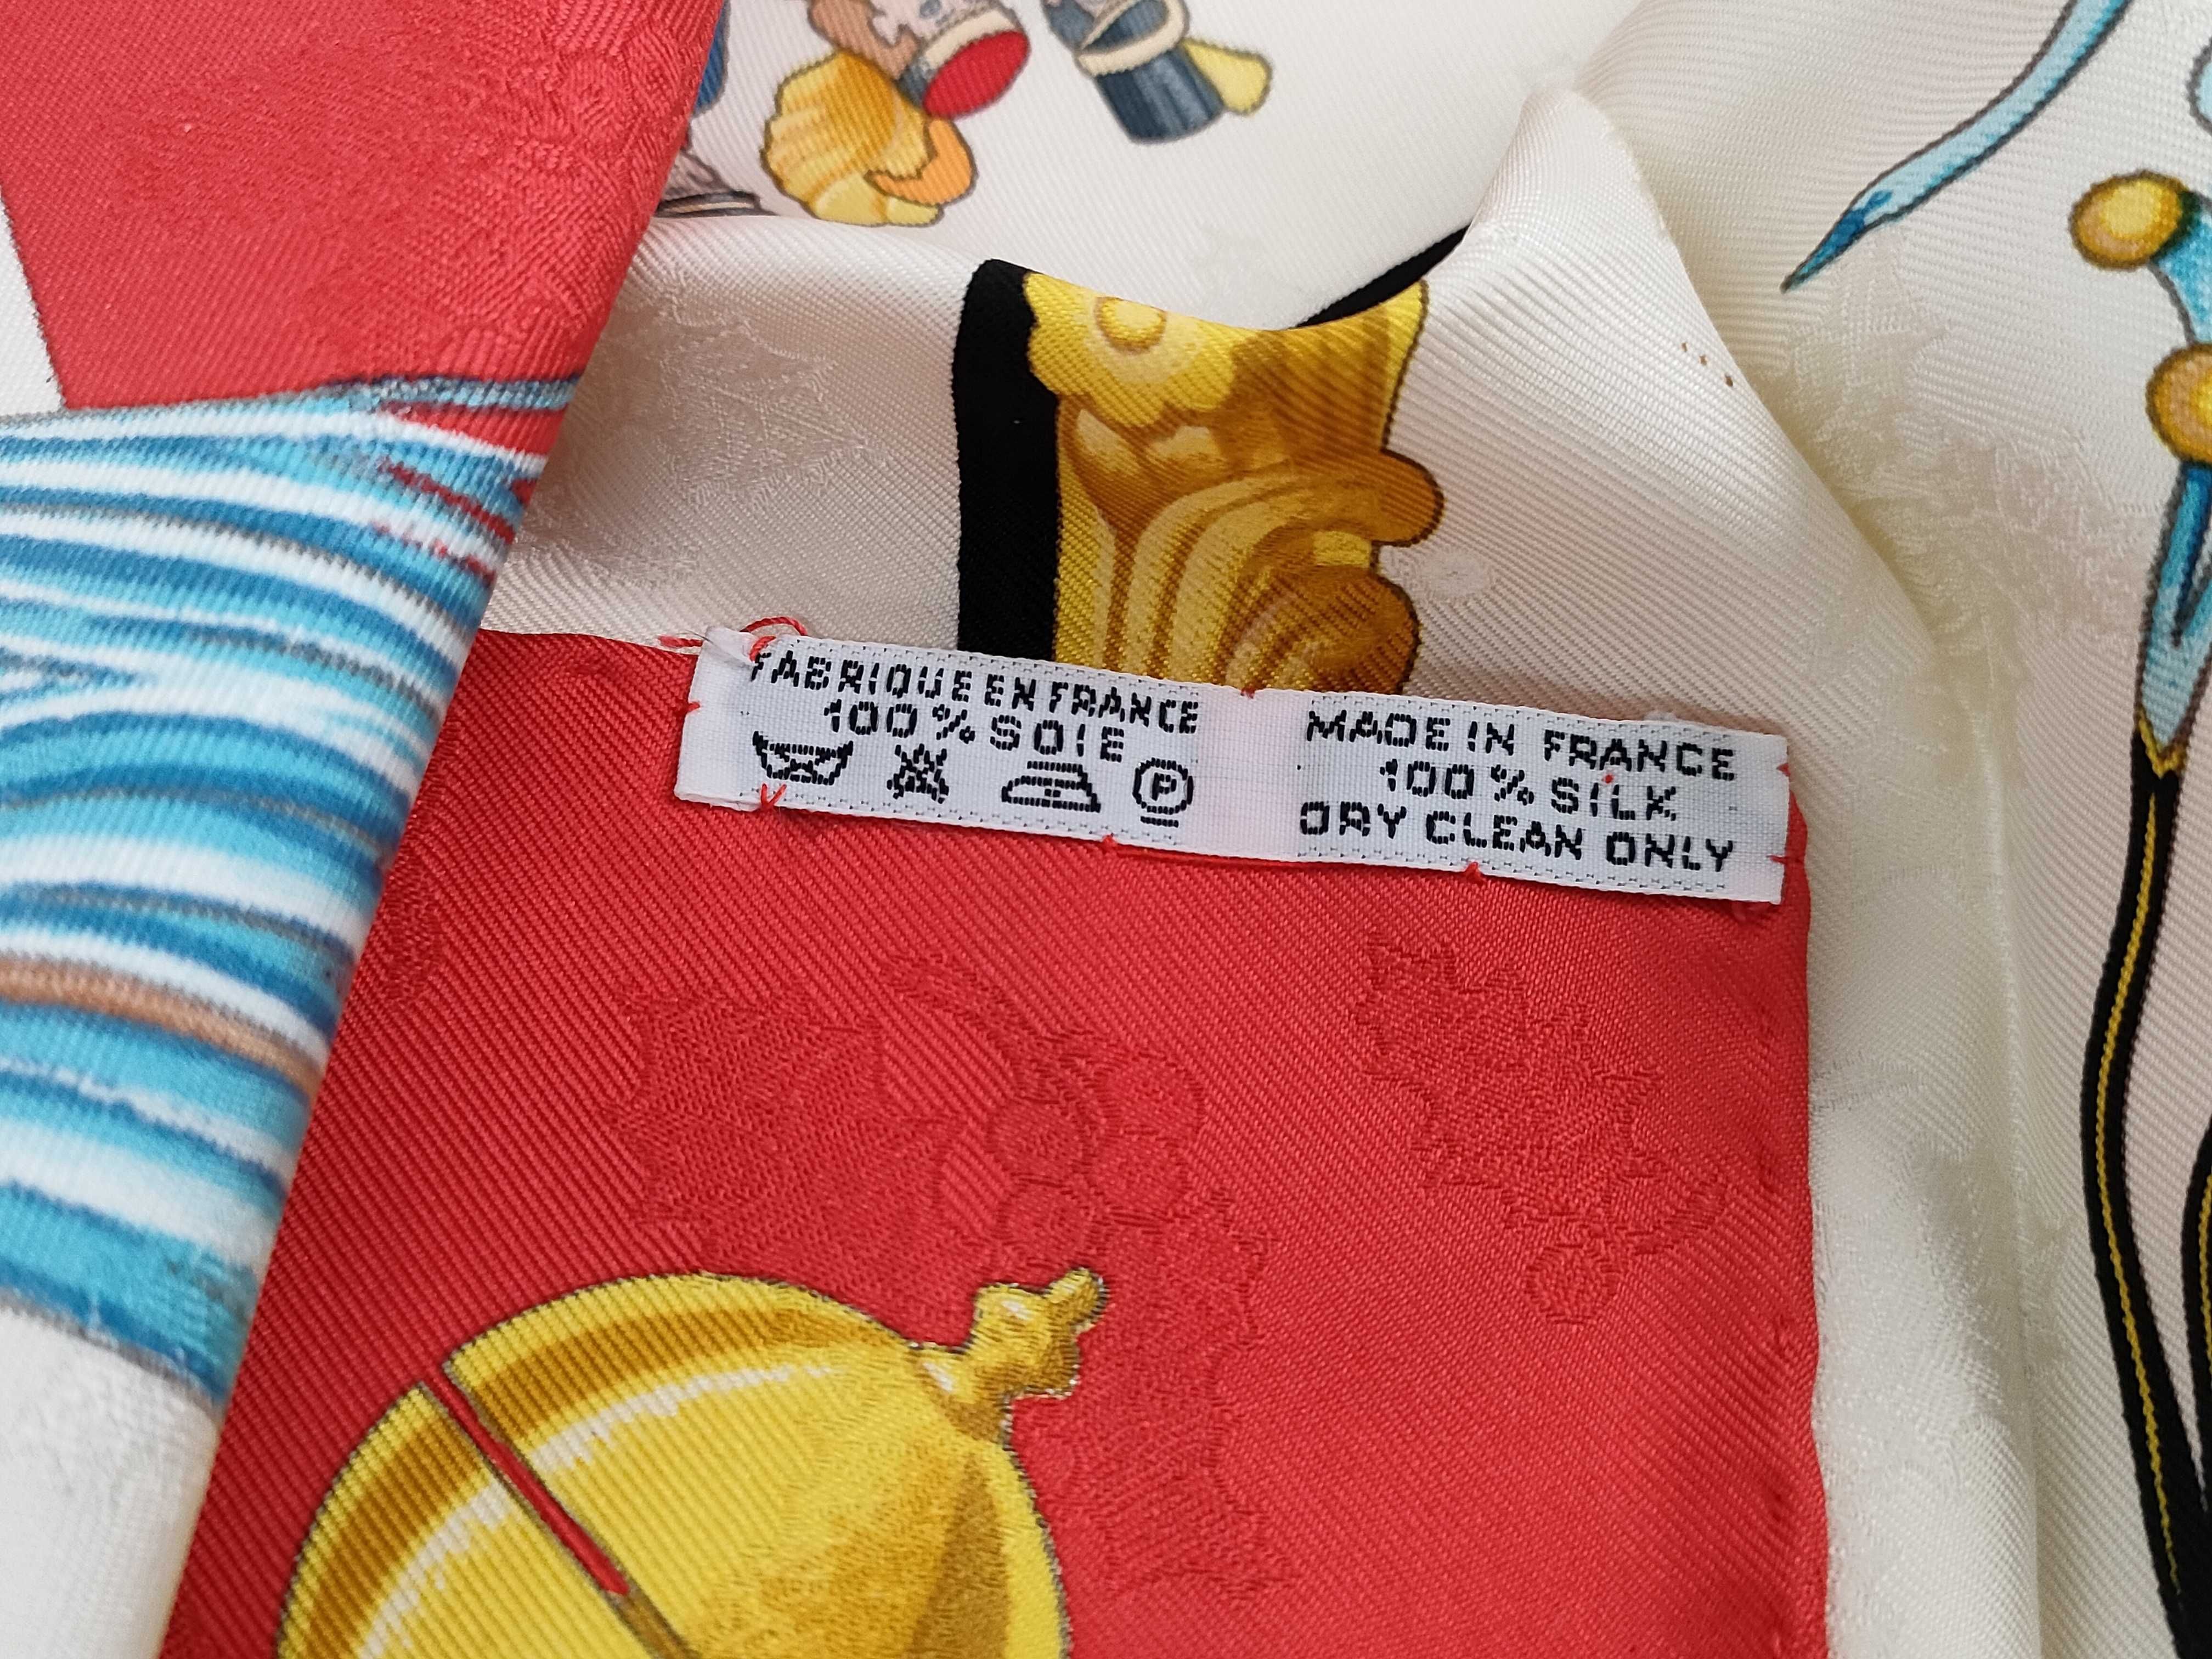 FABRIQUE EN FRANCE
100% SOIE
P
MADE IN FRANCE
100% SILK
DRY CLEAN ONLY